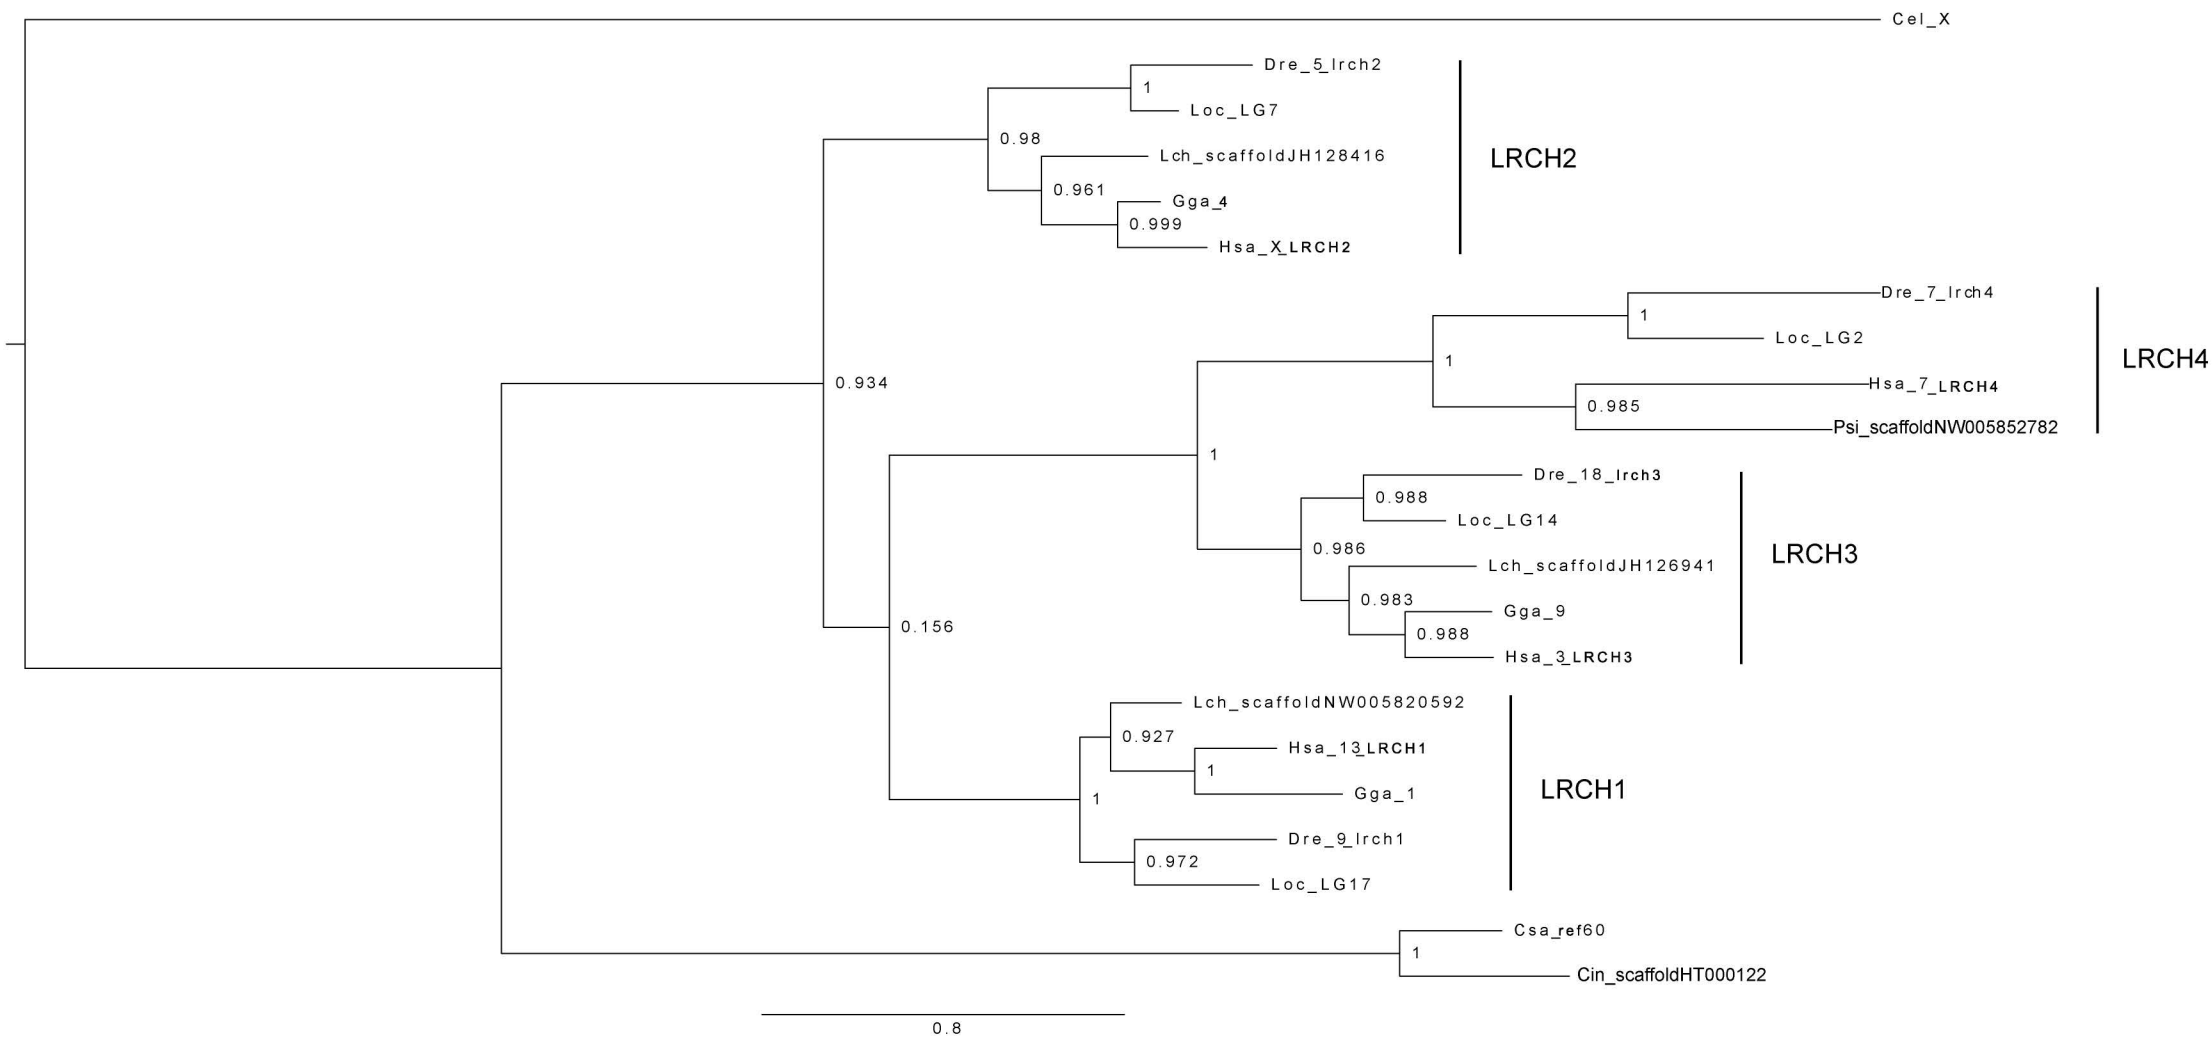 Cel_X
Dre_5_lrch2
1
Loc_LG7
0.98
Lch_scaffoldJH128416
LRCH2
0.961
Gga_4
0.999
Hsa_X_LRCH2
Dre_7_lrch4
1
Loc_LG2
LRCH4
1
0.934
Hsa_7_LRCH4
0.985
Psi_scaffoldNW005852782
1
Dre_18_lrch3
0.988
Loc_LG14
0.986
LRCH3
Lch_scaffoldJH126941
0.983
Gga_9
0.156
0.988
Hsa_3_LRCH3
Lch_scaffoldNW005820592
0.927
Hsa_13_LRCH1
1
LRCH1
Gga_1
1
Dre_9_lrch1
0.972
Loc_LG17
Csa_ref60
1
Cin_scaffoldHT000122
0.8